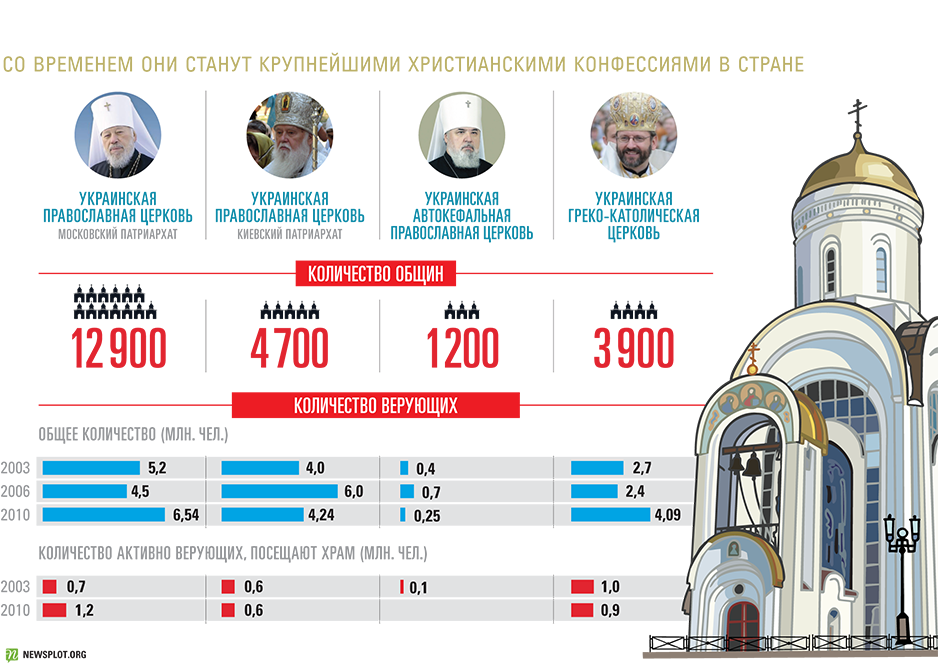 СО ВРЕМЕНЕМ ОНИ СТАНУТ КРУПНЕЙШИМИ ХРИСТИАНСКИМИ КОНФЕССИЯМИ В СТРАНЕ
УКРАИНСКАЯ
ПРАВОСЛАВНАЯ ЦЕРКОВЬ
МОСКОВСКИЙ ПАТРИАРХАТ
УКРАИНСКАЯ
ПРАВОСЛАВНАЯ ЦЕРКОВЬ
КИЕВСКИЙ ПАТРИАРХАТ
УКРАИНСКАЯ
АВТОКЕФАЛЬНАЯ
ПРАВОСЛАВНАЯ ЦЕРКОВЬ
УКРАИНСКАЯ
ГРЕКО-КАТОЛИЧЕСКАЯ
ЦЕРКОВЬ
КОЛИЧЕСТВО ОБЩИН
12 900 4 700 1200 3 900
КОЛИЧЕСТВО ВЕРУЮЩИХ
ОБЩЕЕ КОЛИЧЕСТВО (МЛН. ЧЕЛ.)
2003 5,2 4,0 0,4 2,7
2006 4,5 6,0 0,7 2,4
2010 6,54 4,24 0,25 4,09
КОЛИЧЕСТВО АКТИВНО ВЕРУЮЩИХ, ПОСЕЩАЮТ ХРАМ (МЛН. ЧЕЛ.)
2003 0,7 0,6 0,1 1,0
2010 1,2 0,6 0,9
NEWSPLOT.ORG